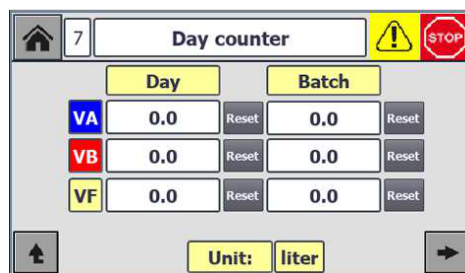 7 Day counter STOP
Day Batch
VA 0.0 Reset 0.0 Reset
VB 0.0 Reset 0.0 Reset
VF 0.0 Reset 0.0 Reset
Unit: liter